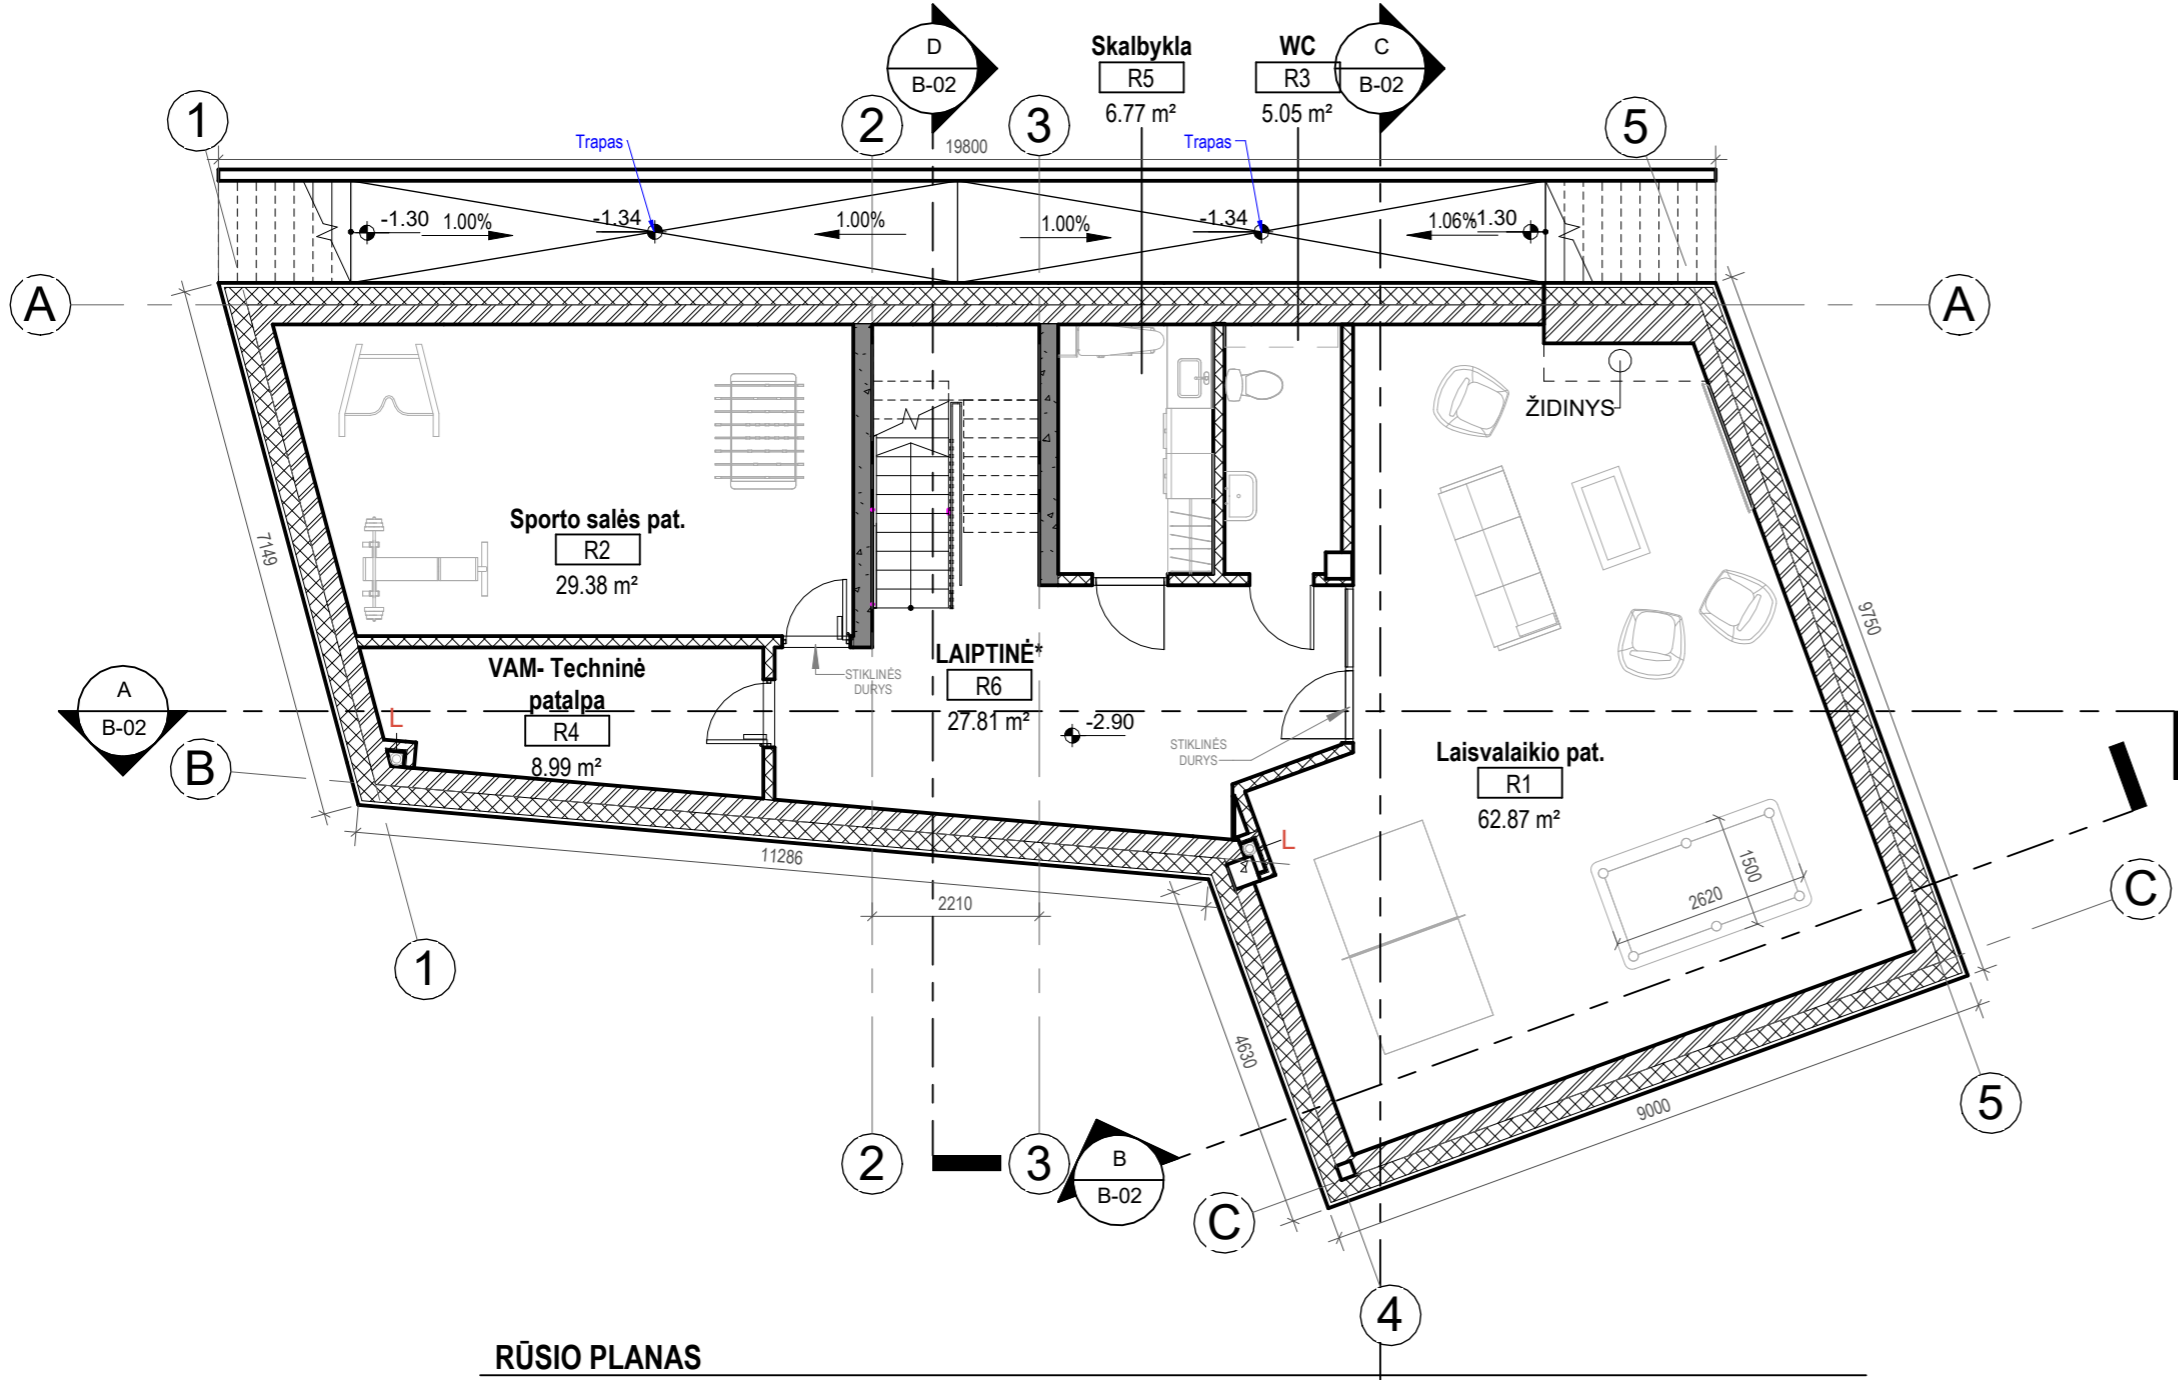 D
B-02
Skalbykla
R5
6.77 m²
WC
R3
5.05 m²
C
B-02
1
2
3
5
Trapas
Trapas
19800
-1.30
1.00%
-1.34
1.00%
1.00%
-1.34
1.06%
1.30
A
A
ŽIDINYS
7149
Sporto salės pat.
R2
29.38 m²
9750
VAM- Techninė
patalpa
R4
8.99 m²
STIKLINĖS
DURYS
LAIPTINĖ*
R6
27.81 m²
-2.90
A
B-02
L
B
STIKLINĖS
DURYS
Laisvalaikio pat.
R1
62.87 m²
L
11286
1500
2620
2210
C
1
4630
9000
5
2
3
B
B-02
C
4
RŪSIO PLANAS